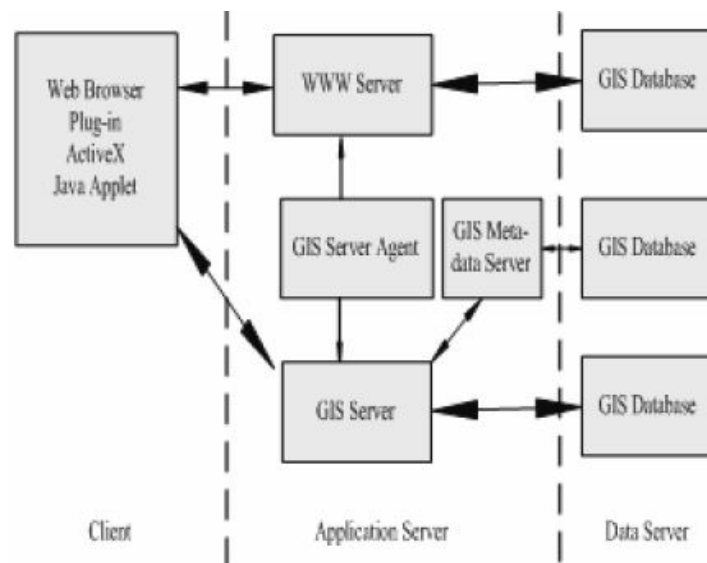 Web Browser
Plug-in
ActiveX
Java Applet
WWW Server
GIS Database
GIS Server Agent
GIS Meta-
data Server
GIS Database
GIS Server
GIS Database
Client
Application Server
Data Server